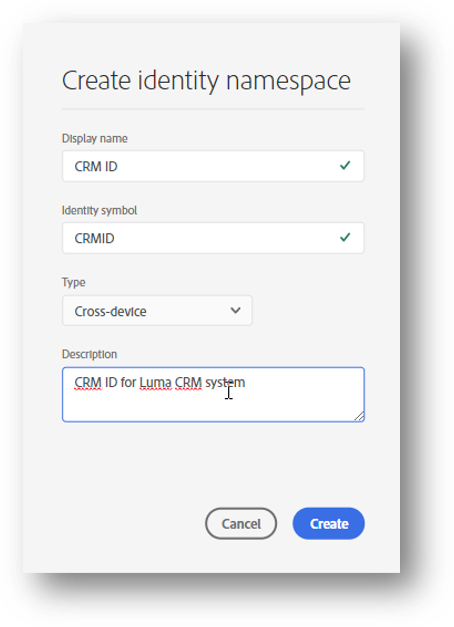 Create identity namespace
Display name
CRM ID
Identity symbol
CRMID
Type
Cross-device
Description
CRM ID for Luma CRM system
Cancel
Create